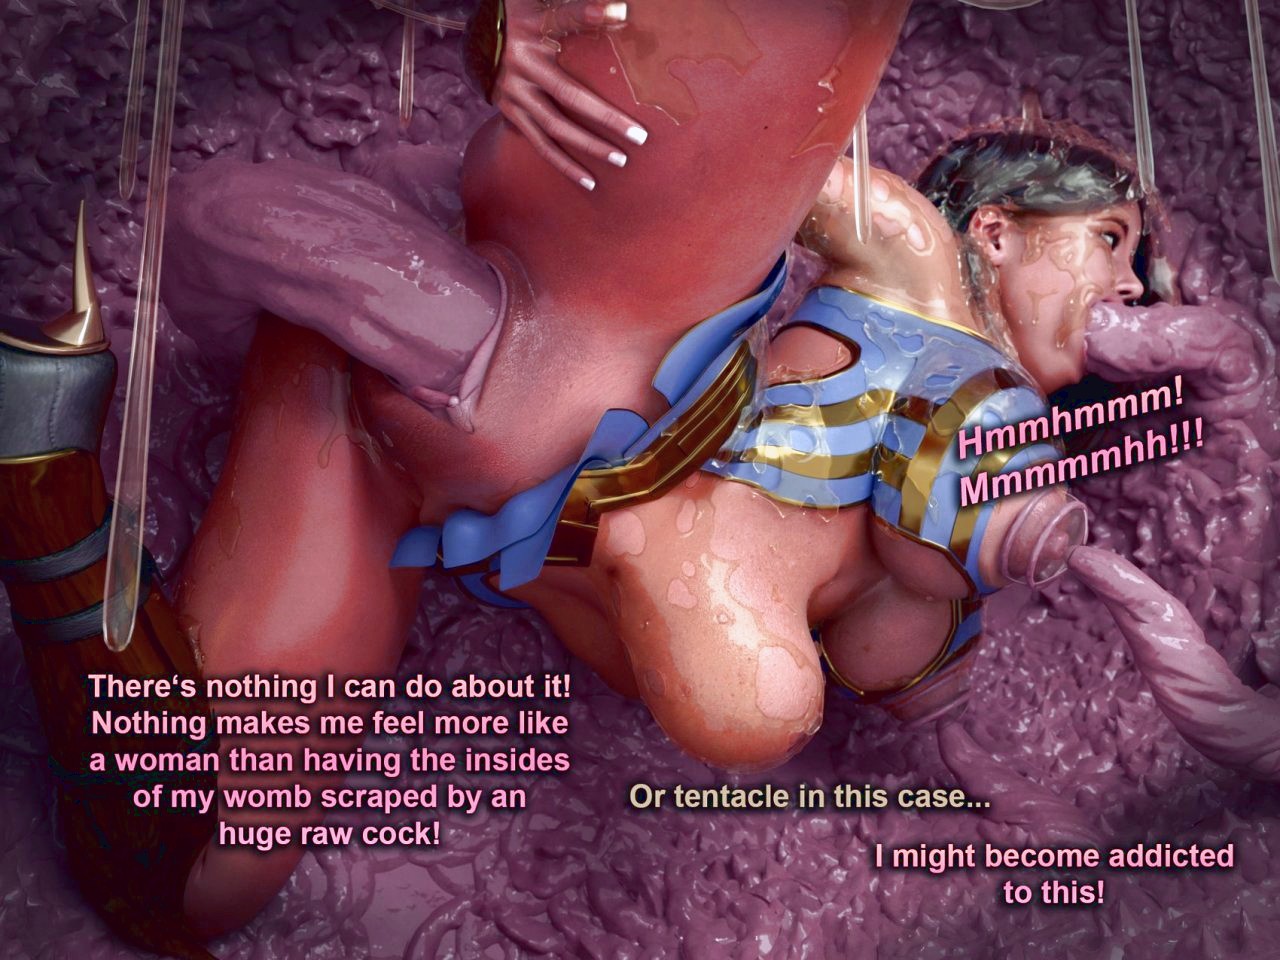 Hmmhmmm!
Mmmmmhh!!!
There‘s nothing I can do about it!
Nothing makes me feel more like
a woman than having the insides
of my womb scraped by an
huge raw cock!
Or tentacle in this case...
I might become addicted
to this!